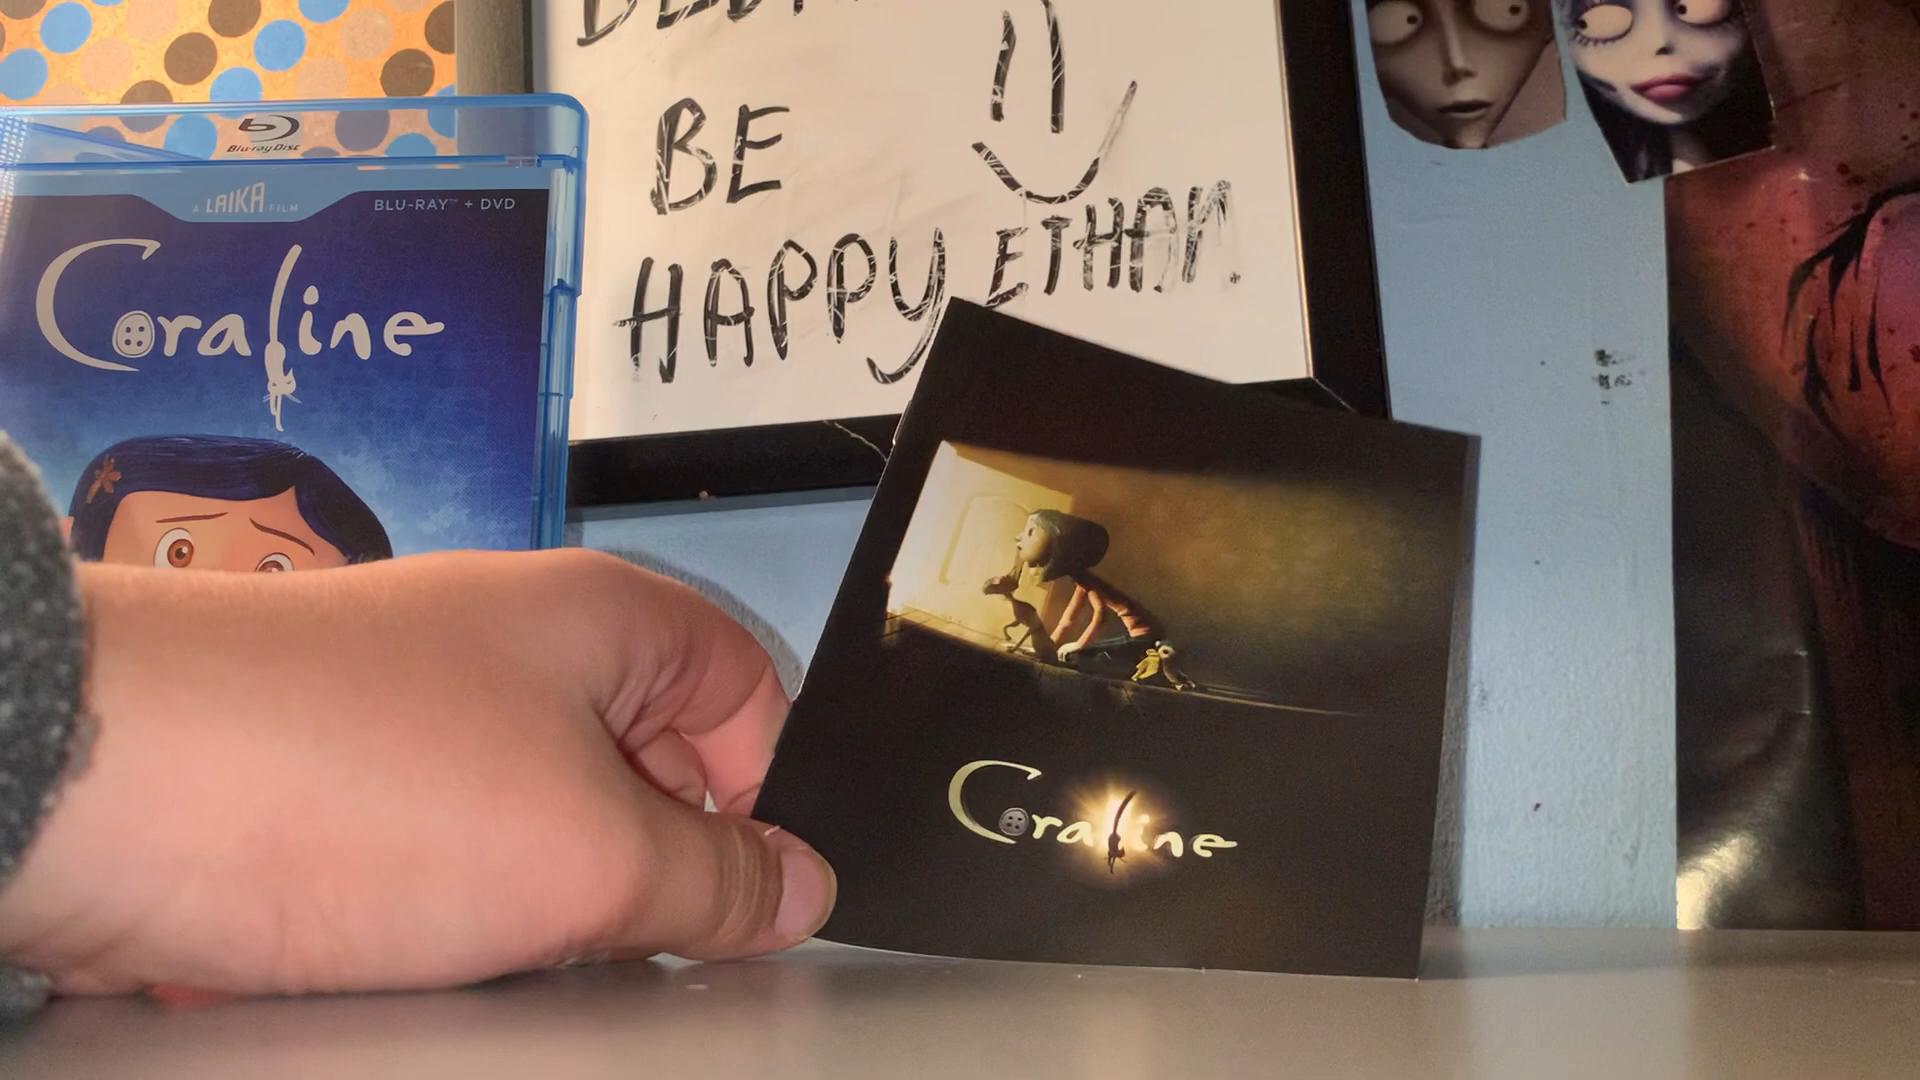 Blu-ray Disc
A LAIKA FILM
BLU-RAY™ + DVD
Coraline
BE
HAPPY ETHAN.
Coraline